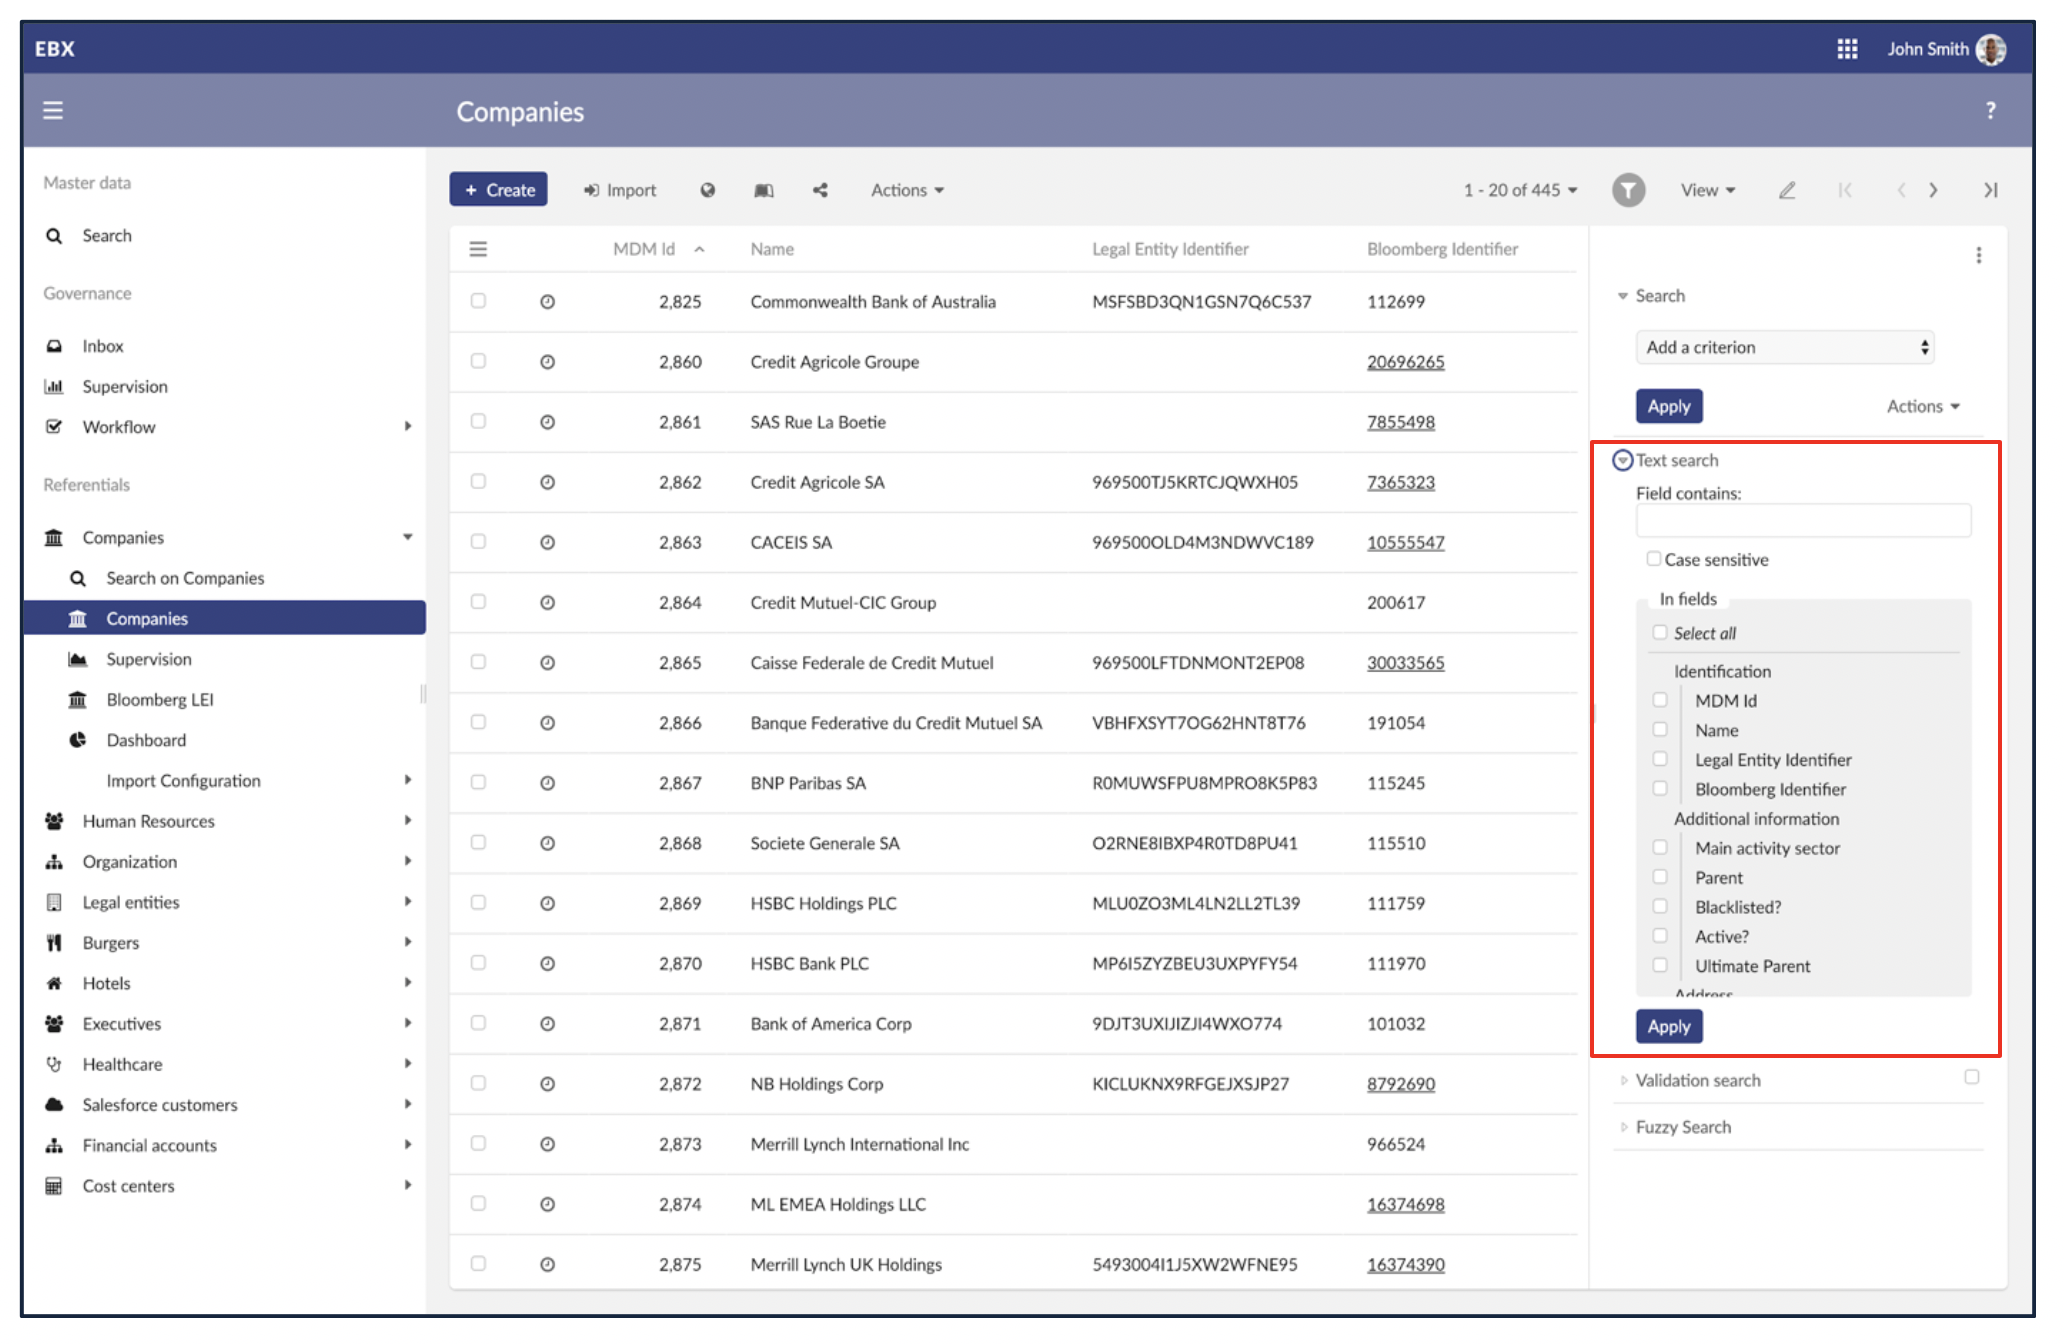 EBX
John Smith
Companies
?
Master data
Search
Governance
Inbox
Supervision
Workflow
Referentials
Companies
Search on Companies
Companies
Supervision
Bloomberg LEI
Dashboard
Import Configuration
Human Resources
Organization
Legal entities
Burgers
Hotels
Executives
Healthcare
Salesforce customers
Financial accounts
Cost centers
+ Create Import Actions 1 - 20 of 445 View
MDM Id Name Legal Entity Identifier Bloomberg Identifier
2,825 Commonwealth Bank of Australia MSFSBD3QN1GSN7Q6C537 112699
2,860 Credit Agricole Groupe 20696265
2,861 SAS Rue La Boetie 7855498
2,862 Credit Agricole SA 969500TJ5KRTCJQWXH05 7365323
2,863 CACEIS SA 969500OLD4M3NDWVC189 10555547
2,864 Credit Mutuel-CIC Group 200617
2,865 Caisse Federale de Credit Mutuel 969500LFTDNMONT2EP08 30033565
2,866 Banque Federative du Credit Mutuel SA VBHFXSYT7OG62HNT8T76 191054
2,867 BNP Paribas SA R0MUWSFPU8MPRO8K5P83 115245
2,868 Societe Generale SA O2RNE8IBXP4R0TD8PU41 115510
2,869 HSBC Holdings PLC MLU0ZO3ML4LN2LL2TL39 111759
2,870 HSBC Bank PLC MP6I5ZYZBEU3UXPYFY54 111970
2,871 Bank of America Corp 9DJT3UXIJIZJI4WXO774 101032
2,872 NB Holdings Corp KICLUKNX9RFGEJXSJP27 8792690
2,873 Merrill Lynch International Inc 966524
2,874 ML EMEA Holdings LLC 16374698
2,875 Merrill Lynch UK Holdings 5493004I1J5XW2WFNE95 16374390
Search
Add a criterion
Apply Actions
Text search
Field contains:
Case sensitive
In fields
Select all
Identification
MDM Id
Name
Legal Entity Identifier
Bloomberg Identifier
Additional information
Main activity sector
Parent
Blacklisted?
Active?
Ultimate Parent
Address
Apply
Validation search
Fuzzy Search